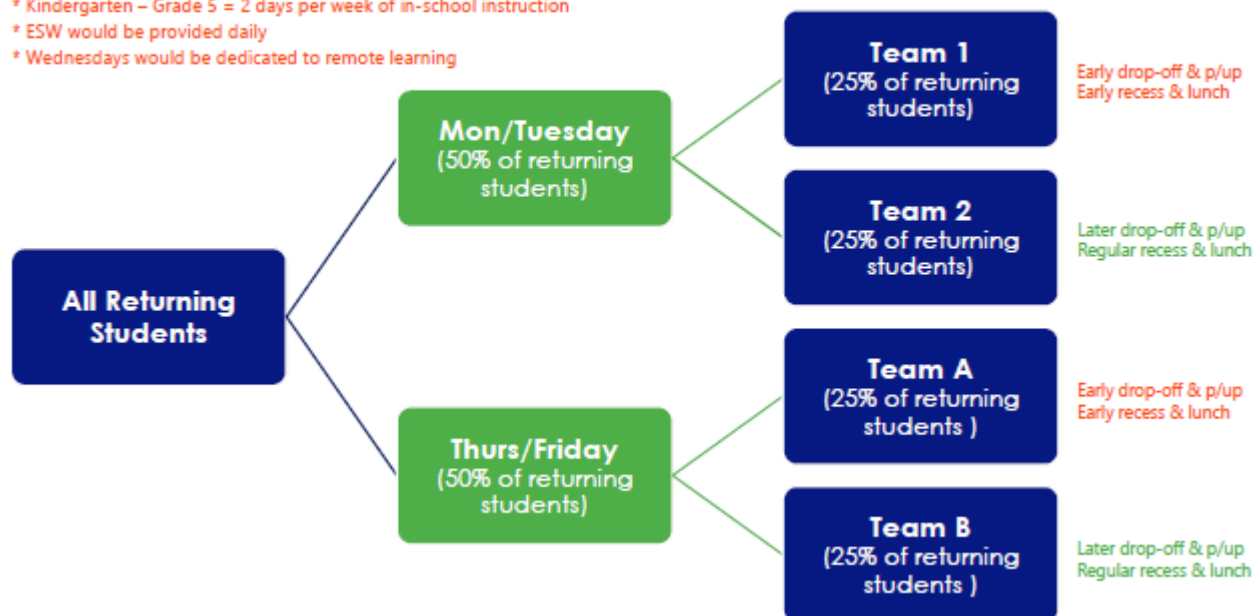 * Kindergarten – Grade 5 = 2 days per week of in-school instruction
* ESW would be provided daily
* Wednesdays would be dedicated to remote learning
All Returning
Students
Mon/Tuesday
(50% of returning
students)
Thurs/Friday
(50% of returning
students)
Team 1
(25% of returning
students)
Early drop-off & p/up
Early recess & lunch
Team 2
(25% of returning
students)
Later drop-off & p/up
Regular recess & lunch
Team A
(25% of returning
students )
Early drop-off & p/up
Early recess & lunch
Team B
(25% of returning
students )
Later drop-off & p/up
Regular recess & lunch